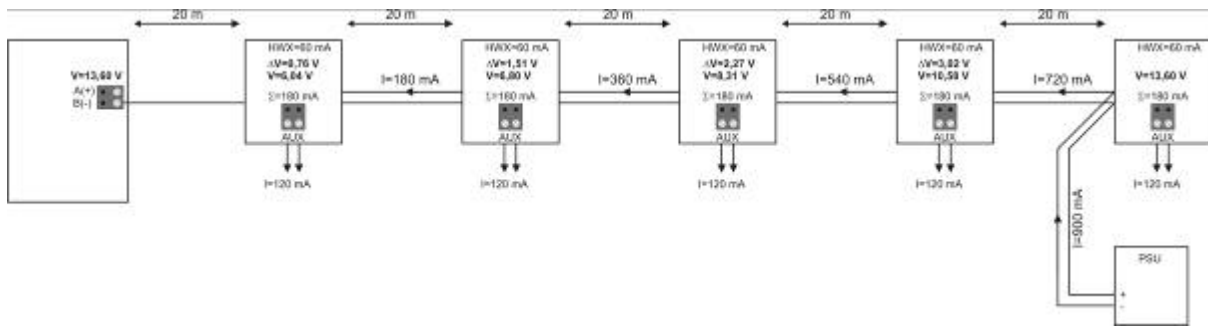 20 m
20 m
20 m
20 m
20 m
V=13,60 V
A(+)
B(-)
HWX=60 mA
ΔV=0,76 V
V=6,04 V
Σ=180 mA
AUX
I=120 mA
I=180 mA
HWX=60 mA
ΔV=1,51 V
V=6,80 V
Σ=180 mA
AUX
I=120 mA
I=360 mA
HWX=60 mA
ΔV=2,27 V
V=8,31 V
Σ=180 mA
AUX
I=120 mA
I=540 mA
HWX=60 mA
ΔV=3,02 V
V=10,58 V
Σ=180 mA
AUX
I=120 mA
I=720 mA
HWX=60 mA
V=13,60 V
Σ=180 mA
AUX
I=120 mA
I=900 mA
PSU
+
-